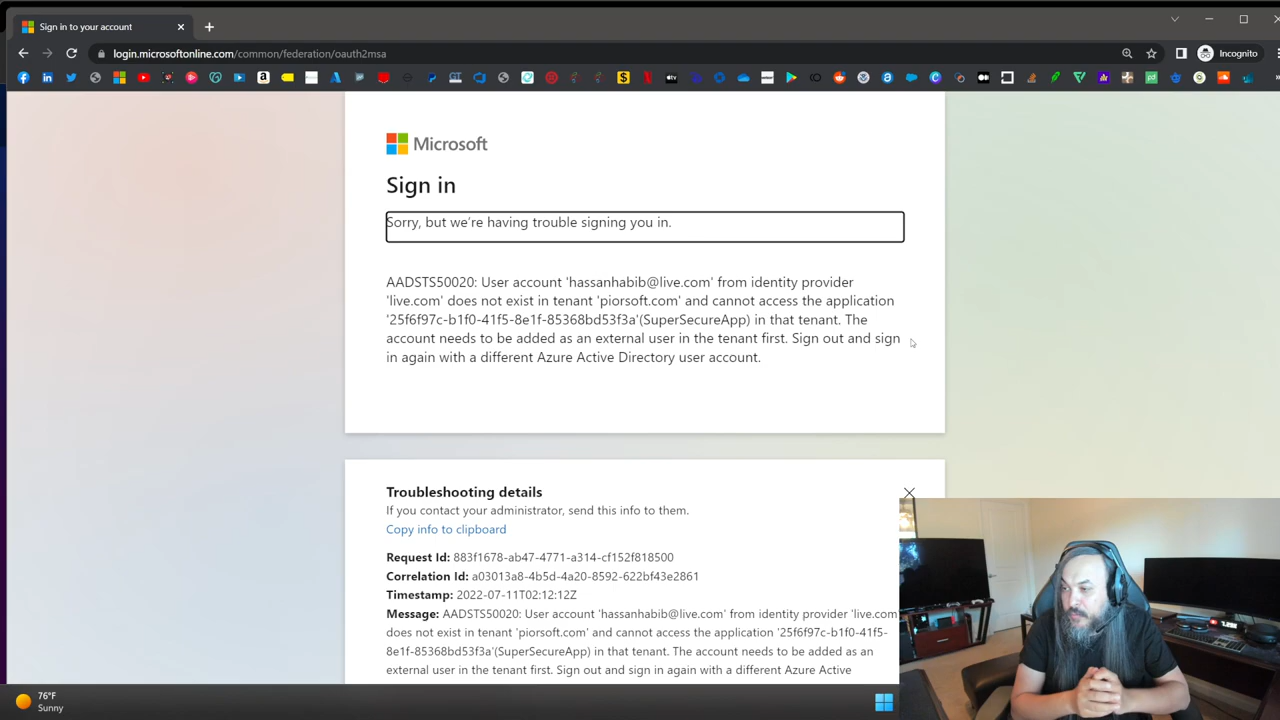 Sign in to your account
login.microsoftonline.com/common/federation/oauth2msa
Incognito
Microsoft
Sign in
Sorry, but we're having trouble signing you in.
AADSTS50020: User account 'hassanhabib@live.com' from identity provider
'live.com' does not exist in tenant 'piorsoft.com' and cannot access the application
'25f6f97c-b1f0-41f5-8e1f-85368bd53f3a'(SuperSecureApp) in that tenant. The
account needs to be added as an external user in the tenant first. Sign out and sign
in again with a different Azure Active Directory user account.
Troubleshooting details
If you contact your administrator, send this info to them.
Copy info to clipboard
Request Id: 883f1678-ab47-4771-a314-cf152f818500
Correlation Id: a03013a8-4b5d-4a20-8592-622bf43e2861
Timestamp: 2022-07-11T02:12:12Z
Message: AADSTS50020: User account 'hassanhabib@live.com' from identity provider 'live.com
does not exist in tenant 'piorsoft.com' and cannot access the application '25f6f97c-b1f0-41f5-
8e1f-85368bd53f3a'(SuperSecureApp) in that tenant. The account needs to be added as an
external user in the tenant first. Sign out and sign in again with a different Azure Active
76°F
Sunny